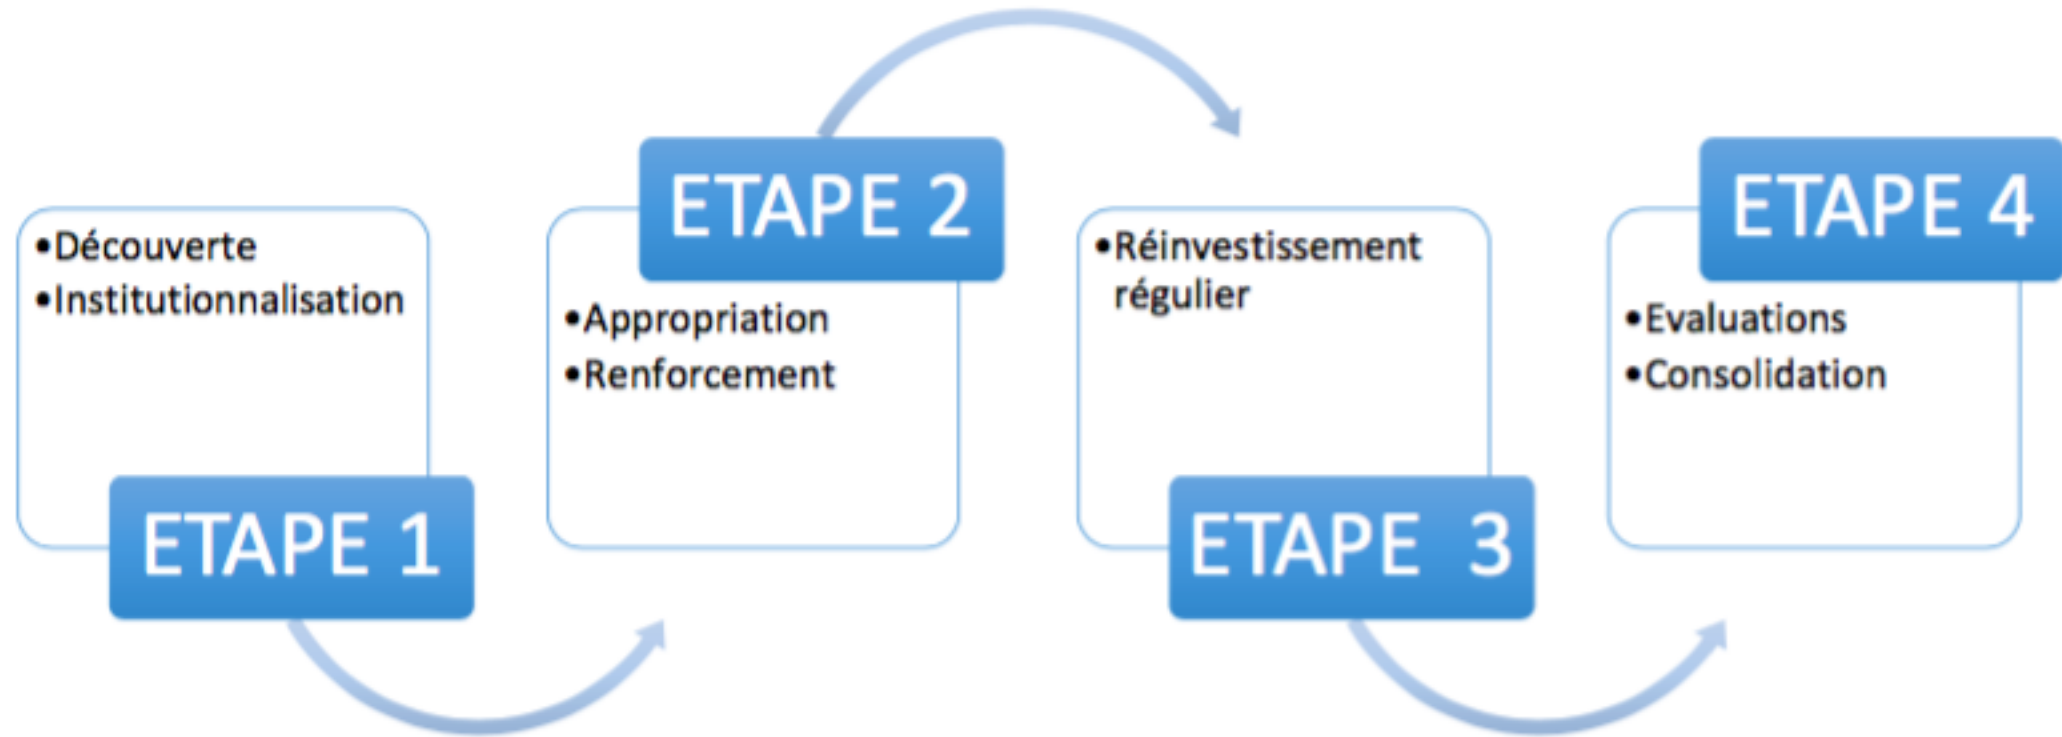 •Découverte
•Institutionnalisation
ETAPE 1
ETAPE 2
•Appropriation
•Renforcement
•Réinvestissement
régulier
ETAPE  3
ETAPE 4
•Evaluations
•Consolidation